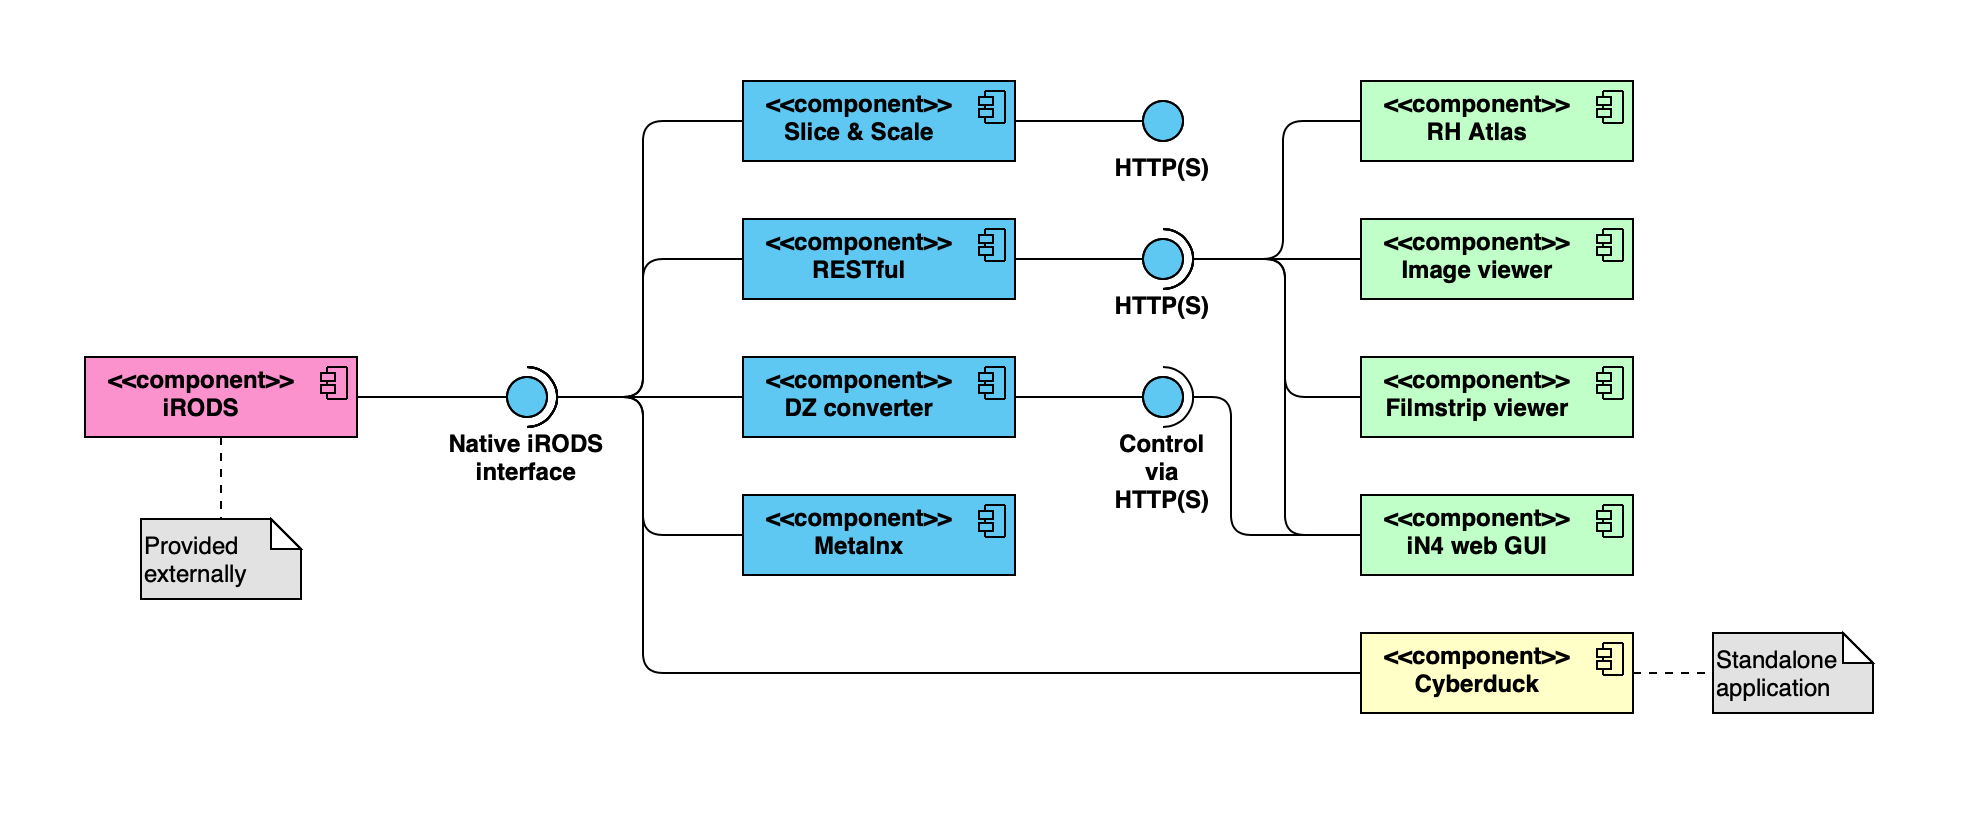 <<component>>
Slice & Scale
HTTP(S)
<<component>>
RH Atlas
<<component>>
RESTful
HTTP(S)
<<component>>
Image viewer
<<component>>
iRODS
Native iRODS
interface
<<component>>
DZ converter
Control
via
HTTP(S)
<<component>>
Filmstrip viewer
Provided
externally
<<component>>
Metalnx
<<component>>
iN4 web GUI
<<component>>
Cyberduck
Standalone
application